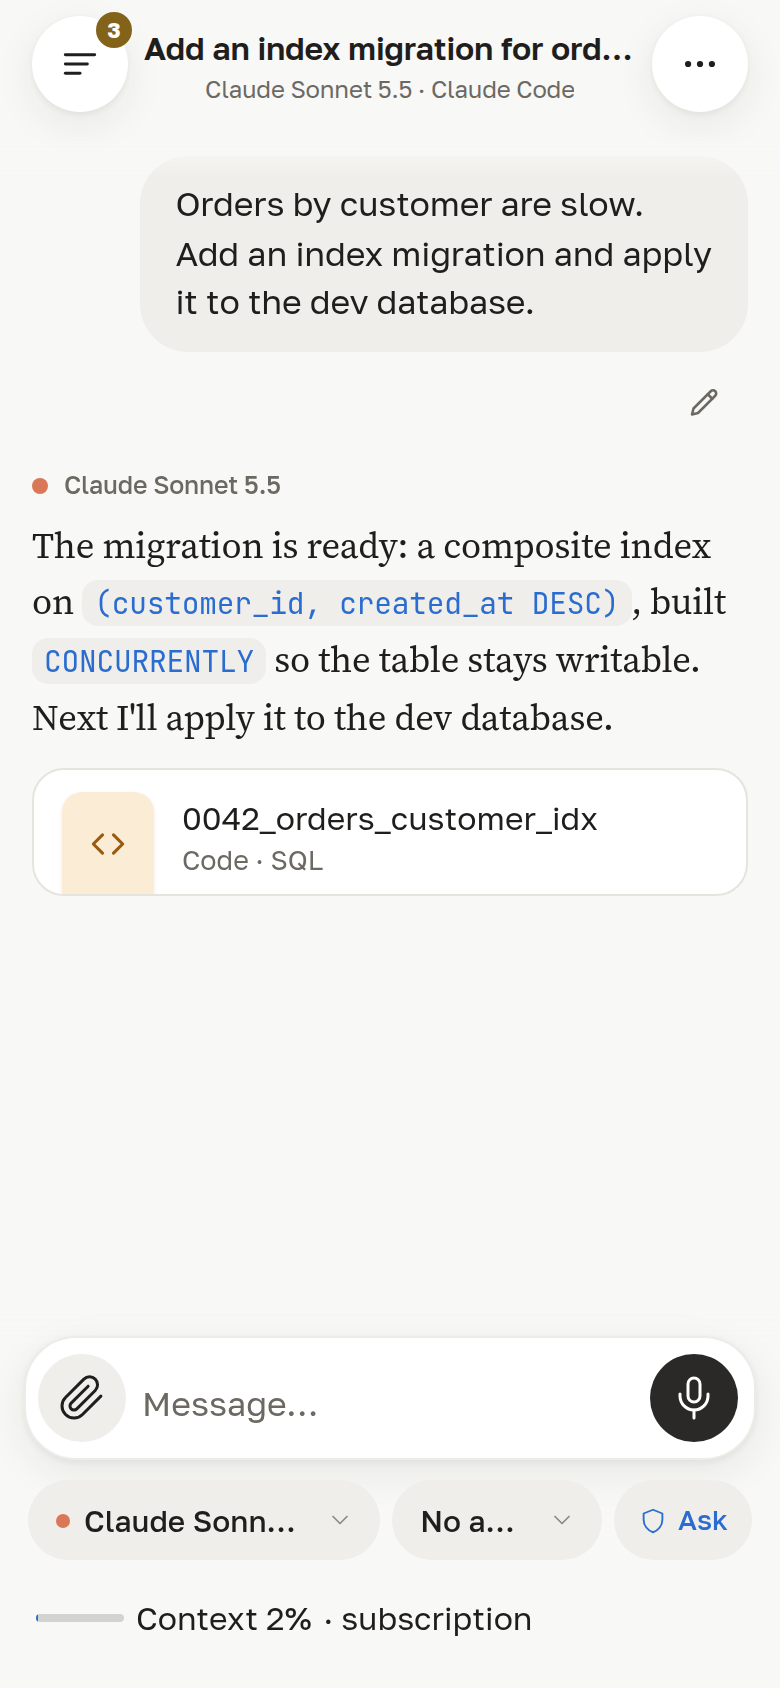 3
Add an index migration for ord...
Claude Sonnet 5.5 · Claude Code
Orders by customer are slow.
Add an index migration and apply
it to the dev database.
Claude Sonnet 5.5
The migration is ready: a composite index
on (customer_id, created_at DESC), built
CONCURRENTLY so the table stays writable.
Next I'll apply it to the dev database.
0042_orders_customer_idx
Code · SQL
Message...
Claude Sonn... No a... Ask
Context 2% · subscription